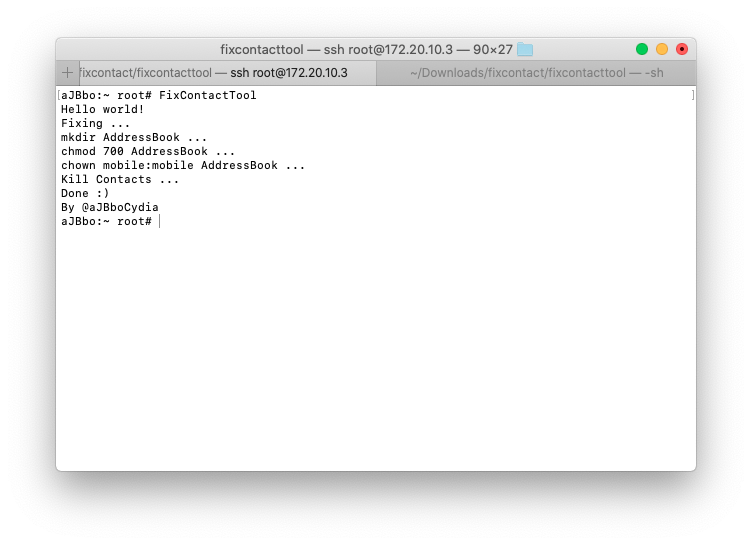 fixcontacttool — ssh root@172.20.10.3 — 90×27
fixcontact/fixcontacttool — ssh root@172.20.10.3
~/Downloads/fixcontact/fixcontacttool — -sh
[aJBbo:~ root# FixContactTool ]
Hello world!
Fixing ...
mkdir AddressBook ...
chmod 700 AddressBook ...
chown mobile:mobile AddressBook ...
Kill Contacts ...
Done :)
By @aJBboCydia
aJBbo:~ root#